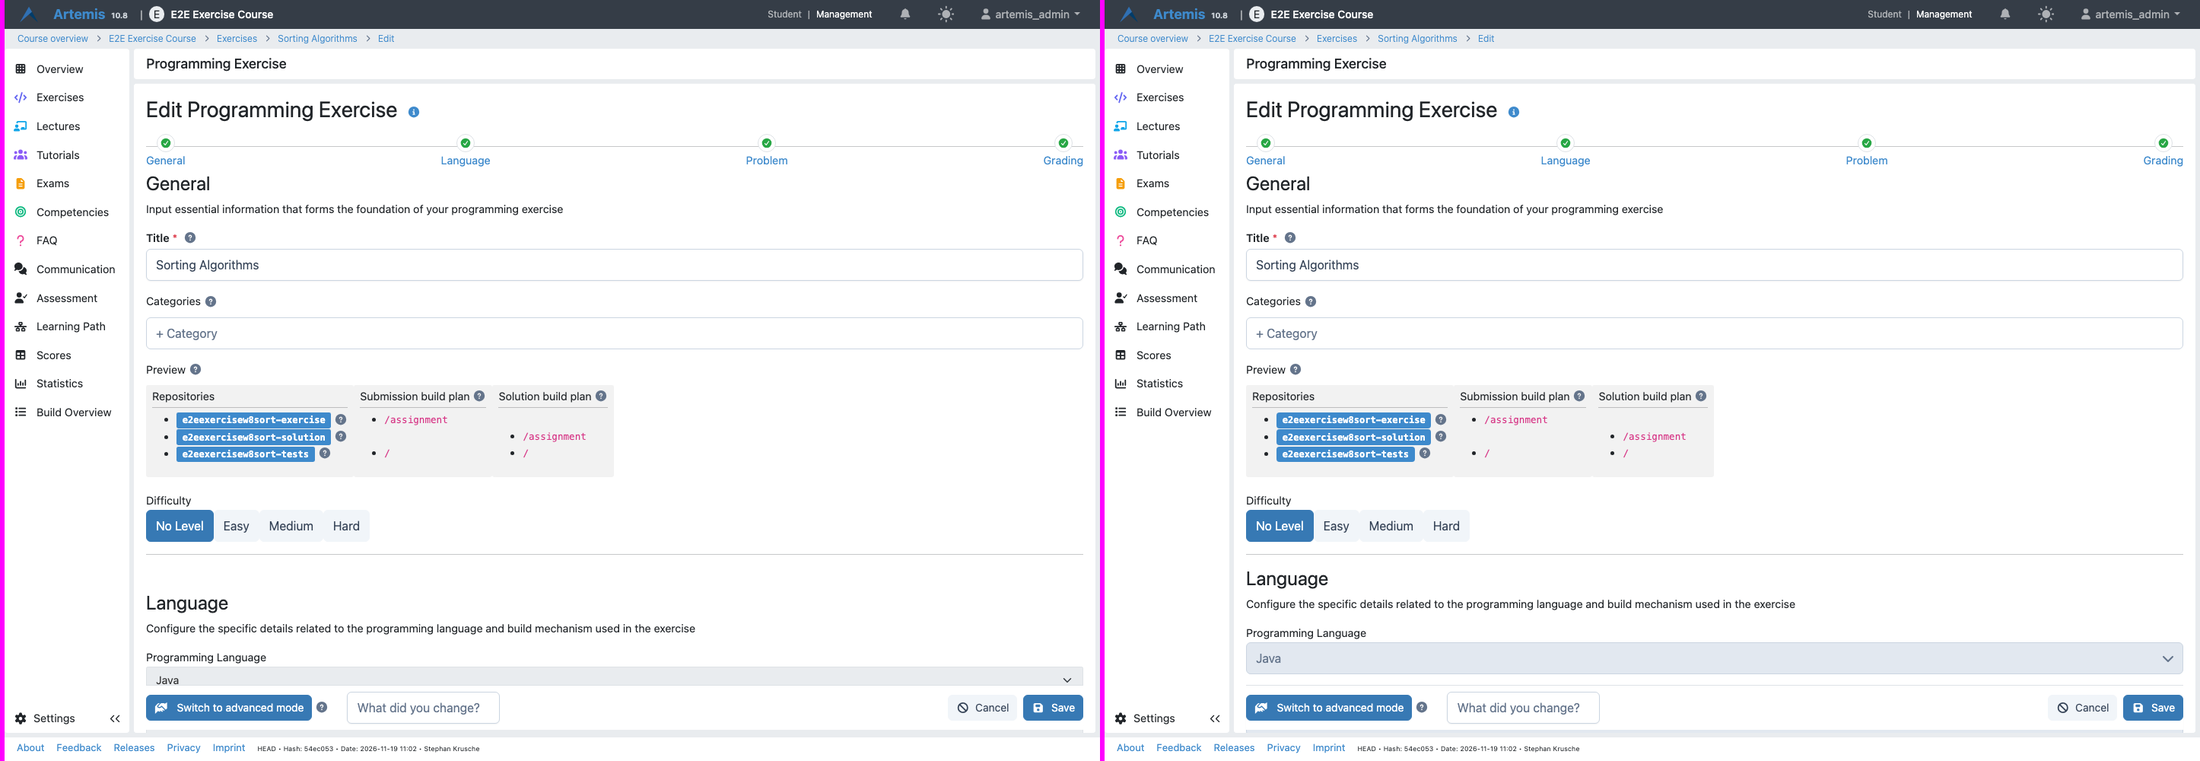 Artemis 10.8 | E E2E Exercise Course Student | Management artemis_admin
Course overview > E2E Exercise Course > Exercises > Sorting Algorithms > Edit
Overview
Exercises
Lectures
Tutorials
Exams
Competencies
FAQ
Communication
Assessment
Learning Path
Scores
Statistics
Build Overview
Settings
Programming Exercise
Edit Programming Exercise
General Language Problem Grading
General
Input essential information that forms the foundation of your programming exercise
Title *
Sorting Algorithms
Categories
+ Category
Preview
Repositories Submission build plan Solution build plan
e2eexercisew8sort-exercise /assignment
e2eexercisew8sort-solution /assignment
e2eexercisew8sort-tests / /
Difficulty
No Level Easy Medium Hard
Language
Configure the specific details related to the programming language and build mechanism used in the exercise
Programming Language
Java
Switch to advanced mode What did you change? Cancel Save
About Feedback Releases Privacy Imprint HEAD • Hash: 54ec053 • Date: 2026-11-19 11:02 • Stephan Krusche
Artemis 10.8 | E E2E Exercise Course Student | Management artemis_admin
Course overview > E2E Exercise Course > Exercises > Sorting Algorithms > Edit
Overview
Exercises
Lectures
Tutorials
Exams
Competencies
FAQ
Communication
Assessment
Learning Path
Scores
Statistics
Build Overview
Settings
Programming Exercise
Edit Programming Exercise
General Language Problem Grading
General
Input essential information that forms the foundation of your programming exercise
Title *
Sorting Algorithms
Categories
+ Category
Preview
Repositories Submission build plan Solution build plan
e2eexercisew8sort-exercise /assignment
e2eexercisew8sort-solution /assignment
e2eexercisew8sort-tests / /
Difficulty
No Level Easy Medium Hard
Language
Configure the specific details related to the programming language and build mechanism used in the exercise
Programming Language
Java
Switch to advanced mode What did you change? Cancel Save
About Feedback Releases Privacy Imprint HEAD • Hash: 54ec053 • Date: 2026-11-19 11:02 • Stephan Krusche